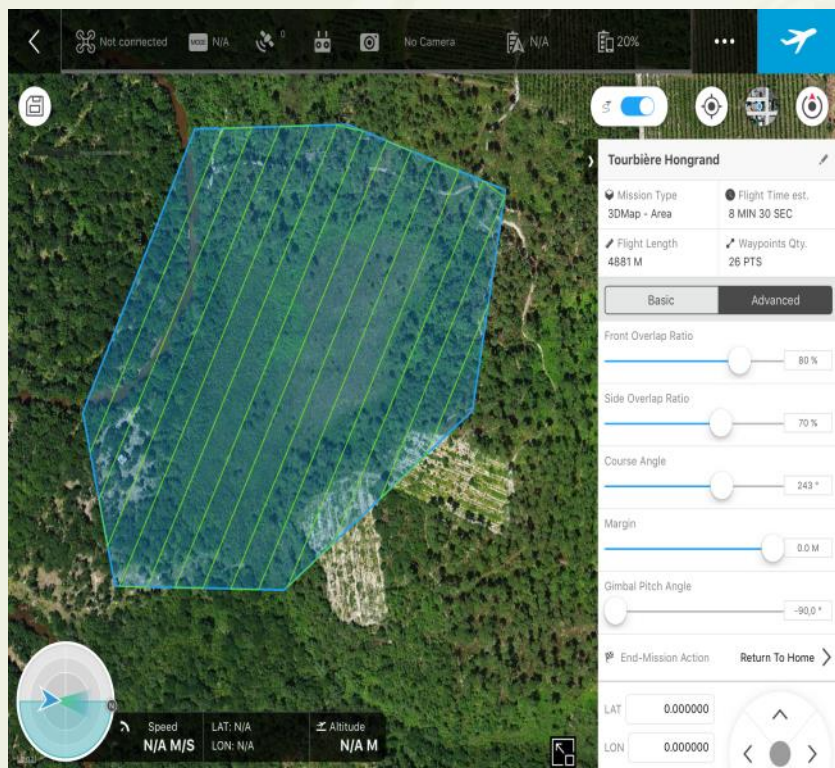 Not connected MODE N/A 0 No Camera N/A 20%
Tourbière Hongrand
Mission Type Flight Time est.
3DMap - Area 8 MIN 30 SEC
Flight Length Waypoints Qty.
4881 M 26 PTS
Basic Advanced
Front Overlap Ratio
80 %
Side Overlap Ratio
70 %
Course Angle
243 °
Margin
0.0 M
Gimbal Pitch Angle
-90,0 °
End-Mission Action Return To Home
LAT 0.000000
LON 0.000000
N
Speed LAT: N/A Altitude
N/A M/S LON: N/A N/A M